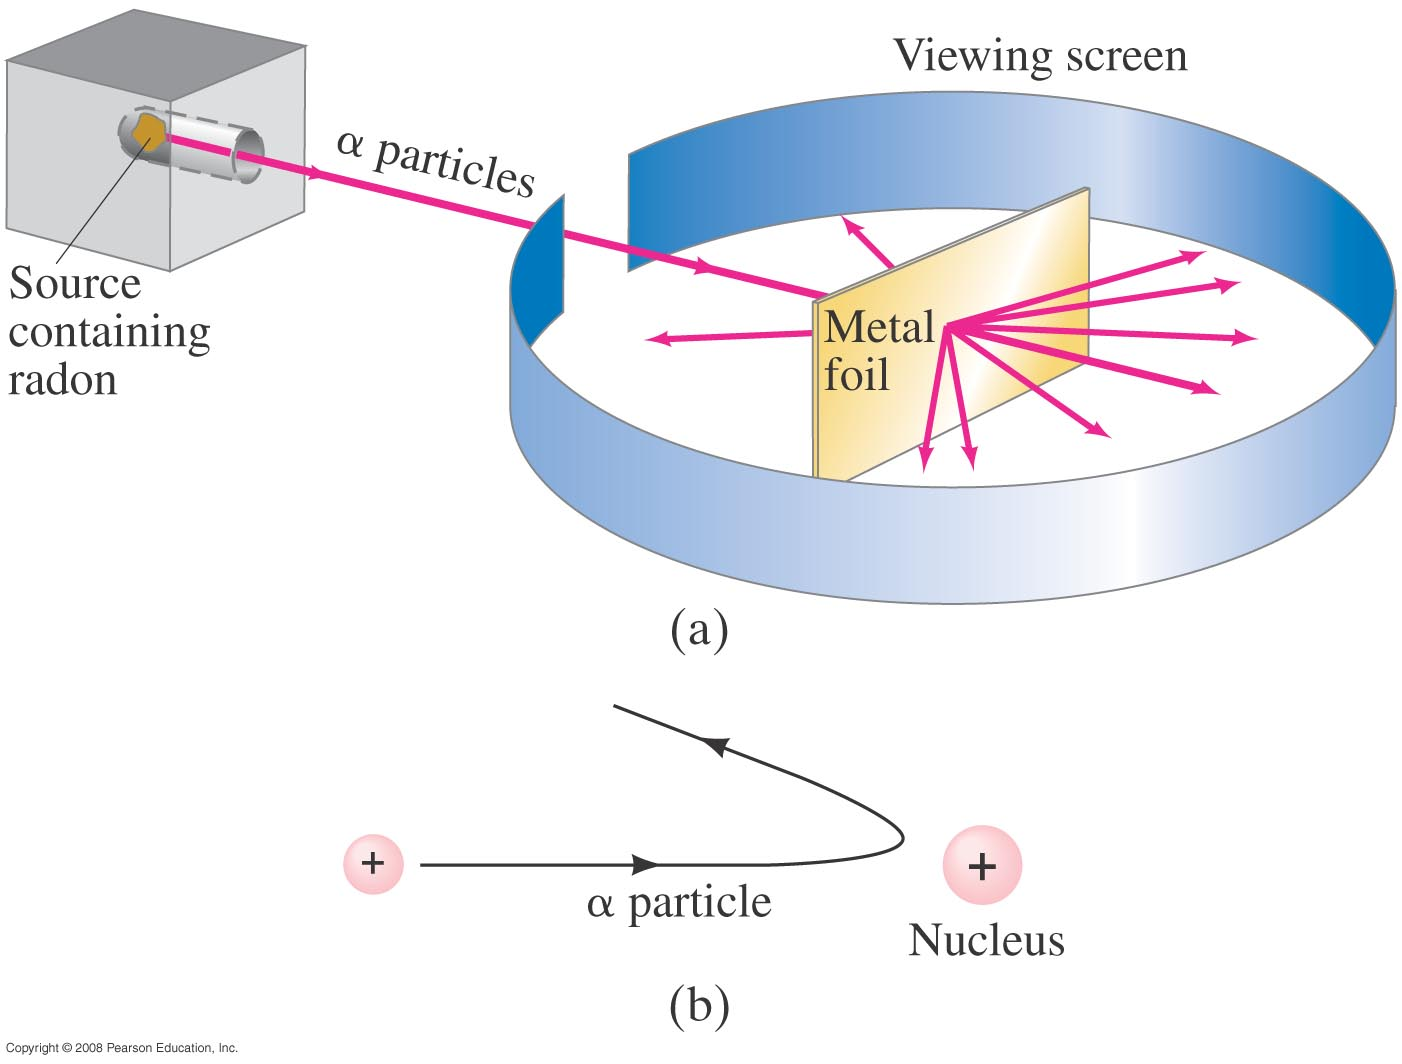 Viewing screen
α particles
Source
containing
radon
Metal
foil
(a)
+
α particle
+
Nucleus
(b)
Copyright © 2008 Pearson Education, Inc.